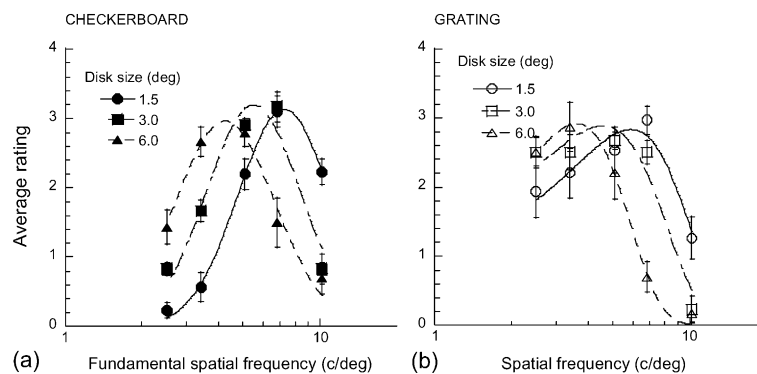 CHECKERBOARD
4
3
2
1
0
Average rating
Disk size (deg)
1.5
3.0
6.0
1
10
(a)
Fundamental spatial frequency (c/deg)
GRATING
4
3
2
1
0
Disk size (deg)
1.5
3.0
6.0
1
10
(b)
Spatial frequency (c/deg)